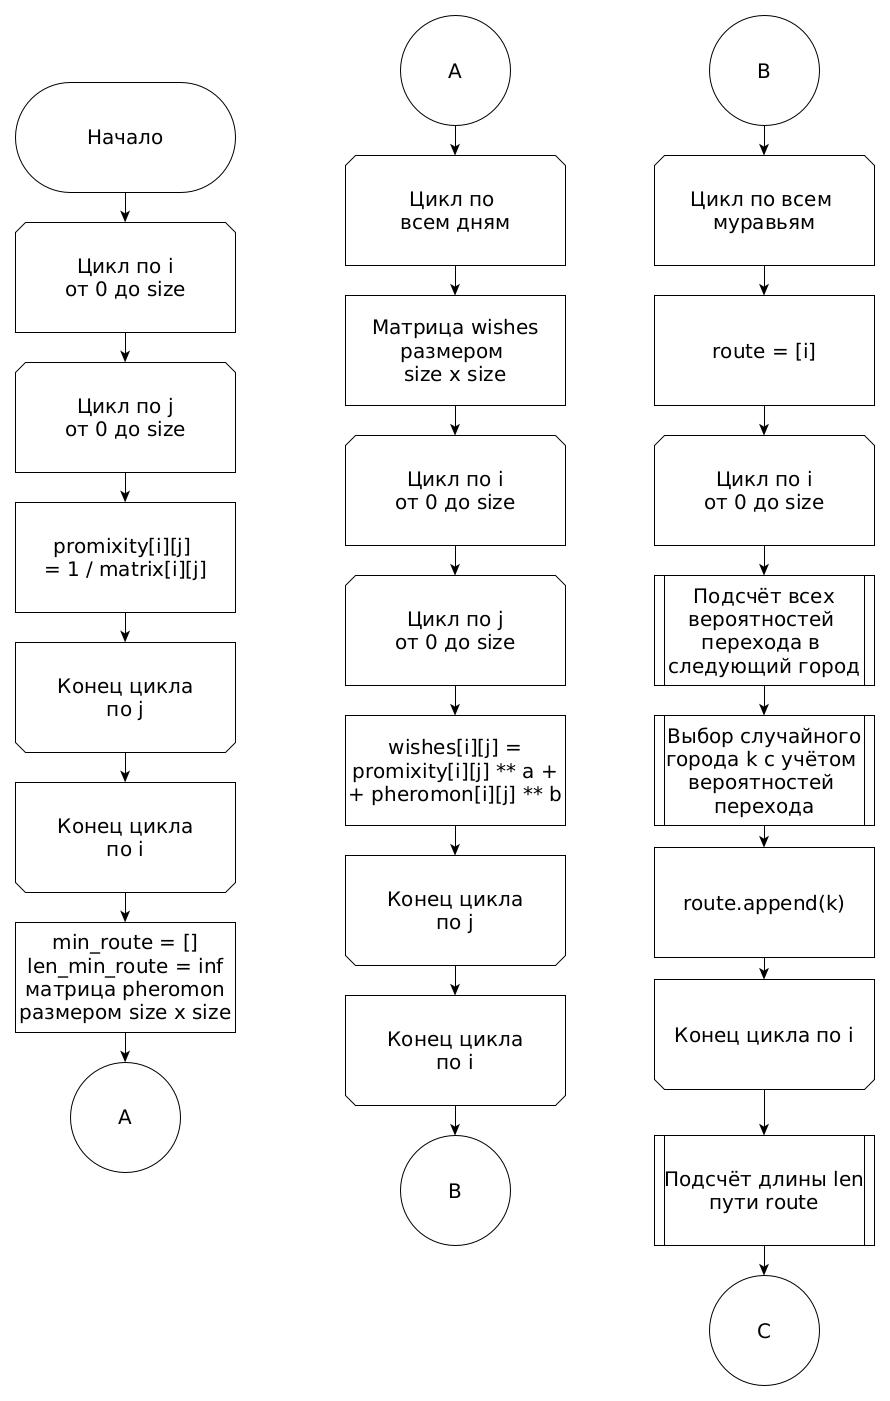 Начало
Цикл по i
от 0 до size
Цикл по j
от 0 до size
promixity[i][j]
= 1 / matrix[i][j]
Конец цикла
по j
Конец цикла
по i
min_route = []
len_min_route = inf
матрица pheromon
размером size x size
A
A
Цикл по
всем дням
Матрица wishes
размером
size x size
Цикл по i
от 0 до size
Цикл по j
от 0 до size
wishes[i][j] =
promixity[i][j] ** a +
+ pheromon[i][j] ** b
Конец цикла
по j
Конец цикла
по i
B
B
Цикл по всем
муравьям
route = [i]
Цикл по i
от 0 до size
Подсчёт всех
вероятностей
перехода в
следующий город
Выбор случайного
города k с учётом
вероятностей
перехода
route.append(k)
Конец цикла по i
Подсчёт длины len
пути route
C